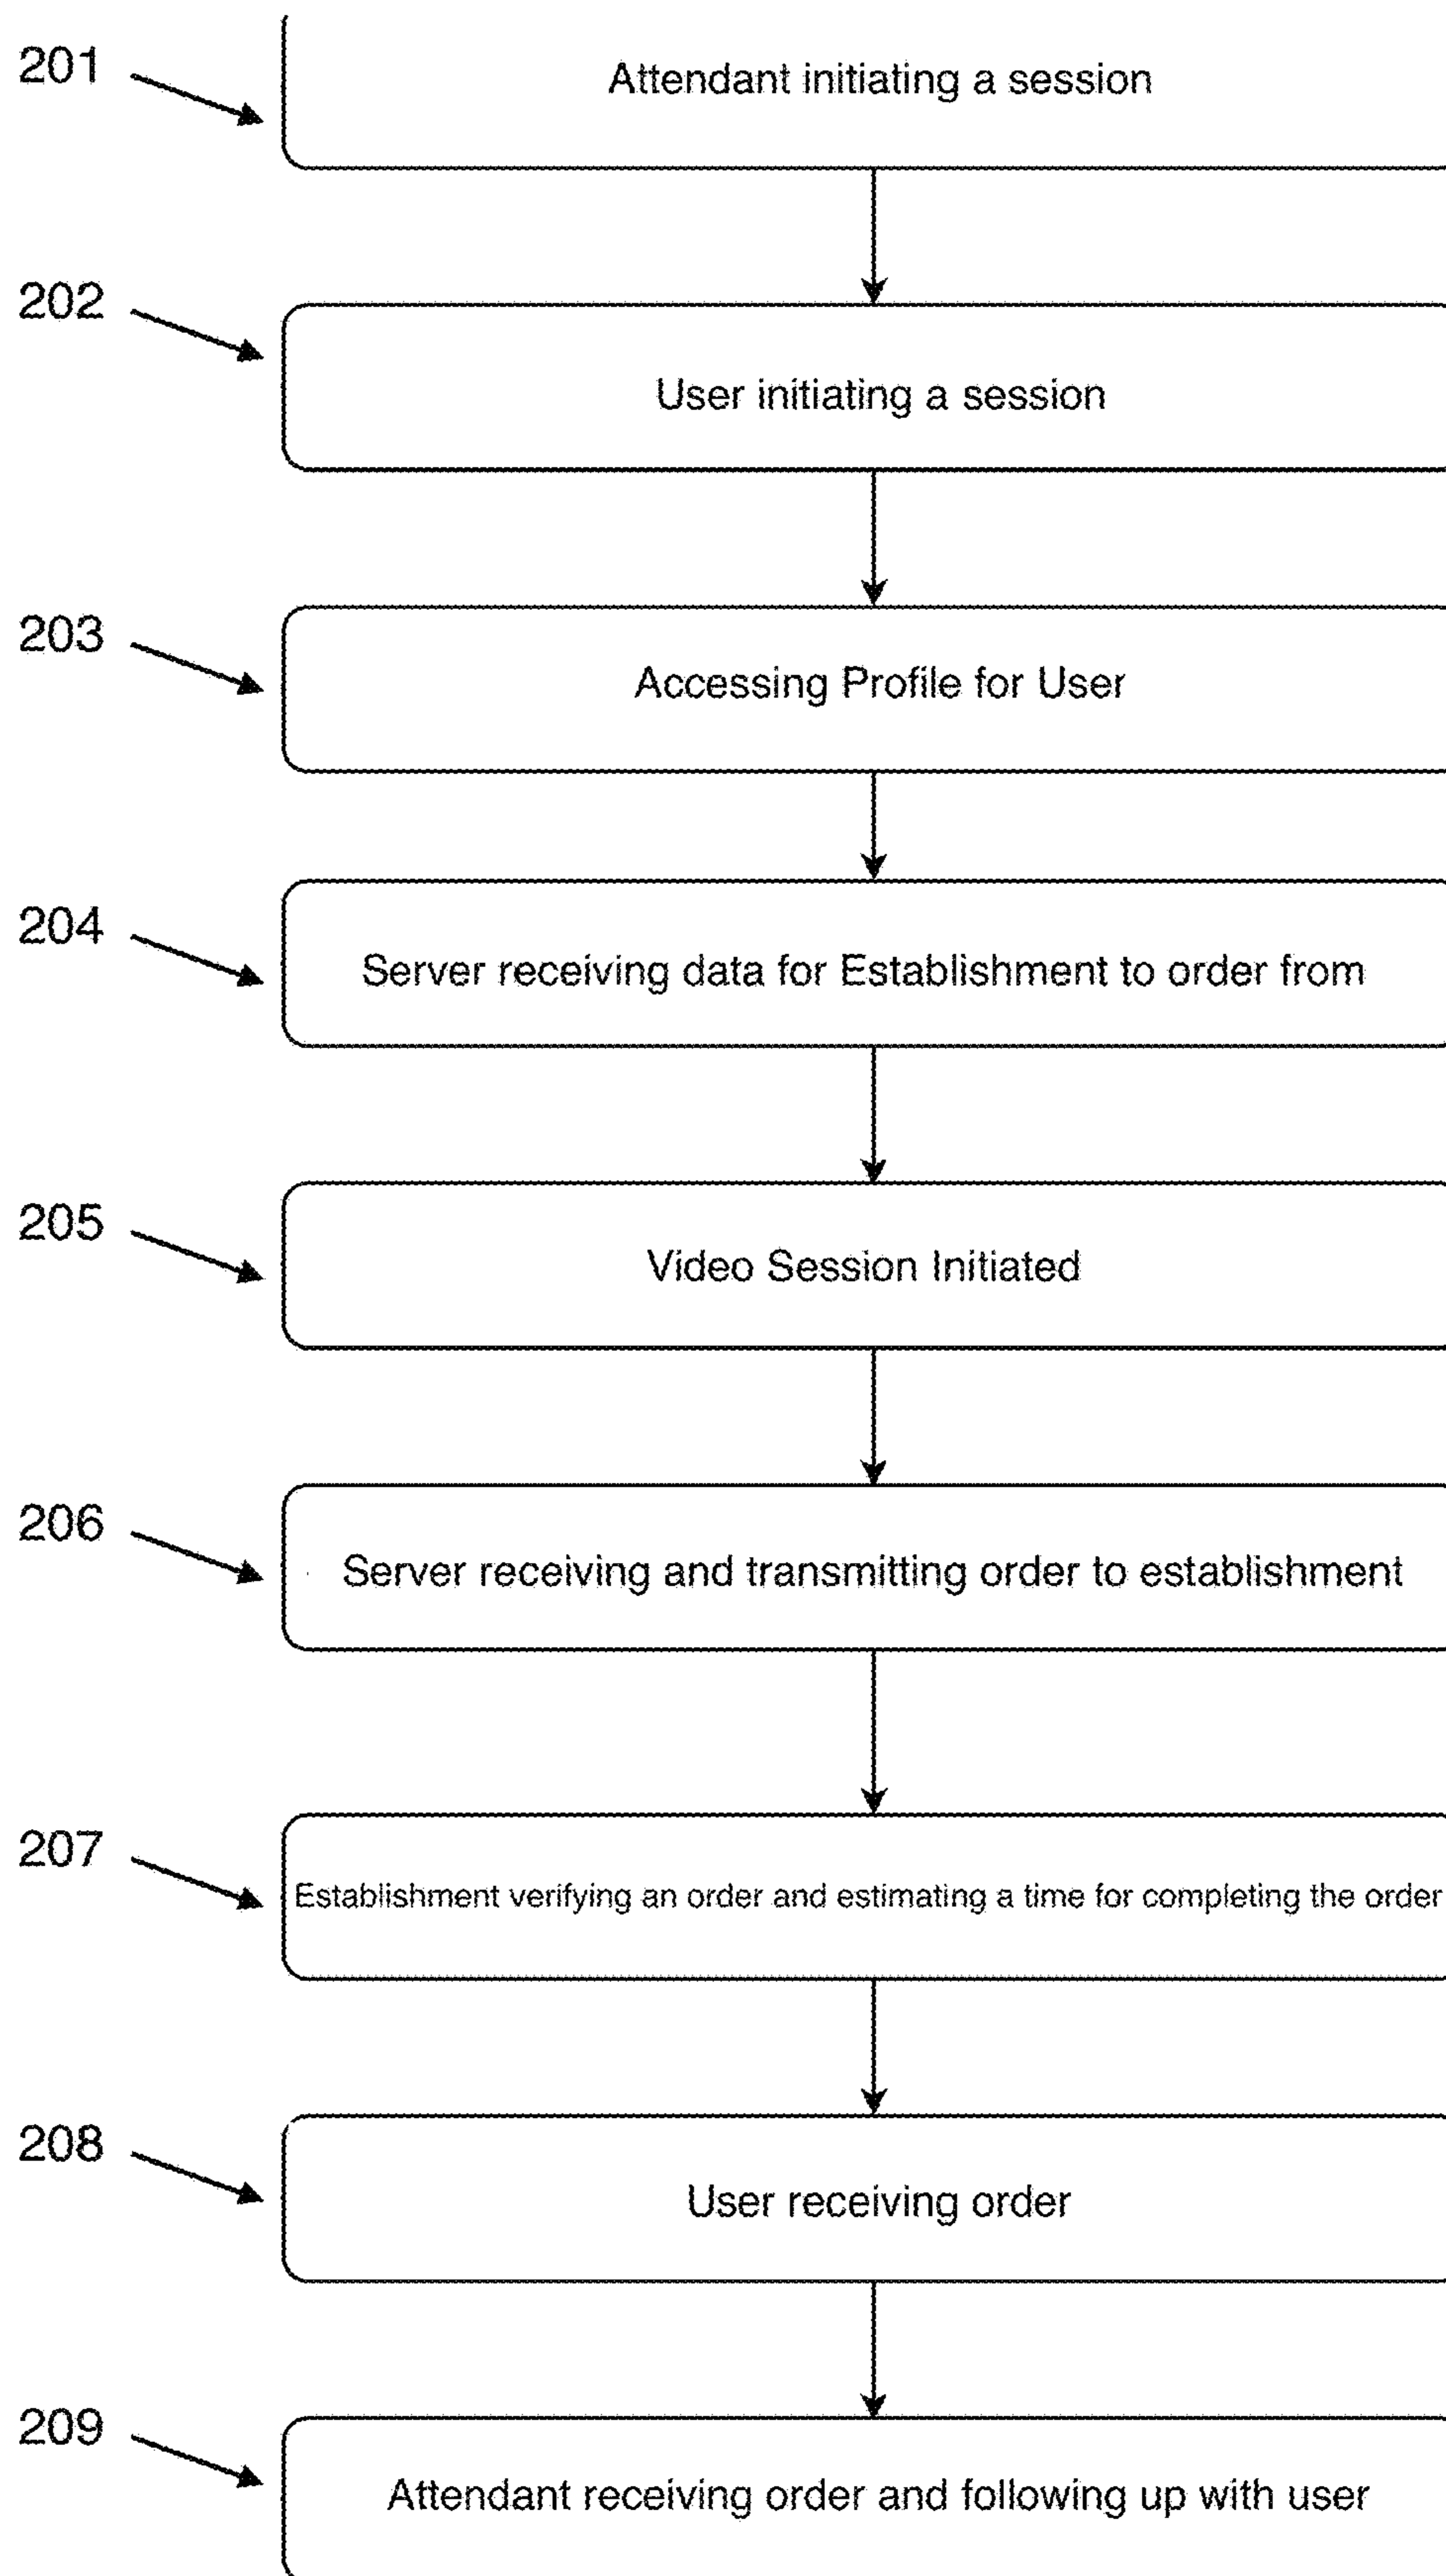 201
Attendant initiating a session
202
User initiating a session
203
Accessing Profile for User
204
Server receiving data for Establishment to order from
205
Video Session Initiated
206
Server receiving and transmitting order to establishment
207
Establishment verifying an order and estimating a time for completing the order
208
User receiving order
209
Attendant receiving order and following up with user